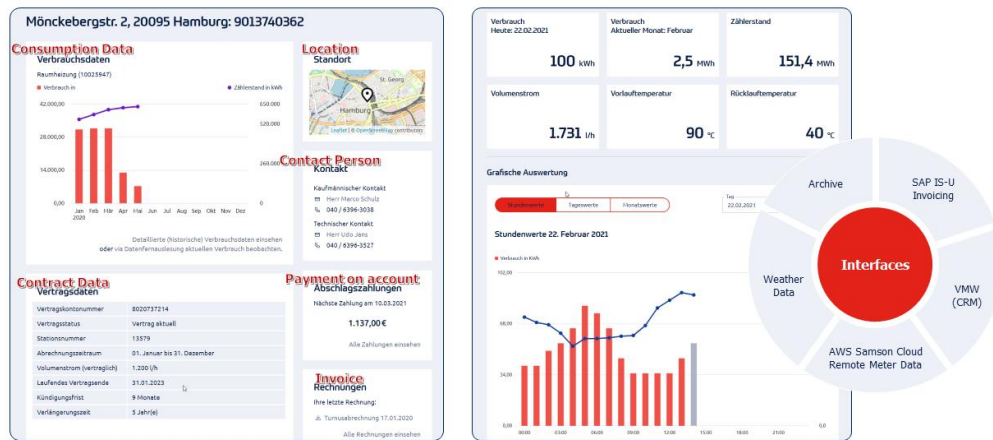 Mönckebergstr. 2, 20095 Hamburg: 9013740362
Consumption Data
Verbrauchsdaten
Raumheizung (10023947)
Verbrauch in
Zählerstand in kWh
42.000,00
28.000,00
14.000,00
0,00
650.000
520.000
260.000
0
Jan Feb Mär Apr Mai Jun Jul Aug Sep Okt Nov Dez
2020
Detaillierte (historische) Verbrauchsdaten einsehen
oder via Datenfernauslesung aktuellen Verbrauch beobachten.
Location
Standort
St. Georg
Hamburg
Leaflet | © OpenStreetMap contributors
Contact Person
Kontakt
Kaufmännischer Kontakt
Herr Marco Schulz
040 / 6396-3038
Technischer Kontakt
Herr Udo Jans
040 / 6396-3527
Contract Data
Vertragsdaten
Vertragskontonummer 8020737214
Vertragsstatus Vertrag aktuell
Stationsnummer 13579
Abrechnungszeitraum 01. Januar bis 31. Dezember
Volumenstrom (vertraglich) 1.200 l/h
Laufendes Vertragsende 31.01.2023
Kündigungsfrist 9 Monate
Verlängerungszeit 5 Jahr(e)
Payment on account
Abschlagszahlungen
Nächste Zahlung am 10.03.2021
1.137,00 €
Alle Zahlungen einsehen
Invoice
Rechnungen
Ihre letzte Rechnung:
Turnusabrechnung 17.01.2020
Alle Rechnungen einsehen
Verbrauch
Heute: 22.02.2021
100 kWh
Verbrauch
Aktueller Monat: Februar
2,5 MWh
Zählerstand
151,4 MWh
Volumenstrom
1.731 l/h
Vorlauftemperatur
90 °C
Rücklauftemperatur
40 °C
Grafische Auswertung
Stundenwerte Tageswerte Monatswerte
Tag
22.02.2021
Stundenwerte 22. Februar 2021
Verbrauch in KWh
102,00
68,00
34,00
0,00
0,0
00:00 03:00 06:00 09:00 12:00 15:00 18:00 21:00
Archive
SAP IS-U
Invoicing
Interfaces
Weather
Data
VMW
(CRM)
AWS Samson Cloud
Remote Meter Data